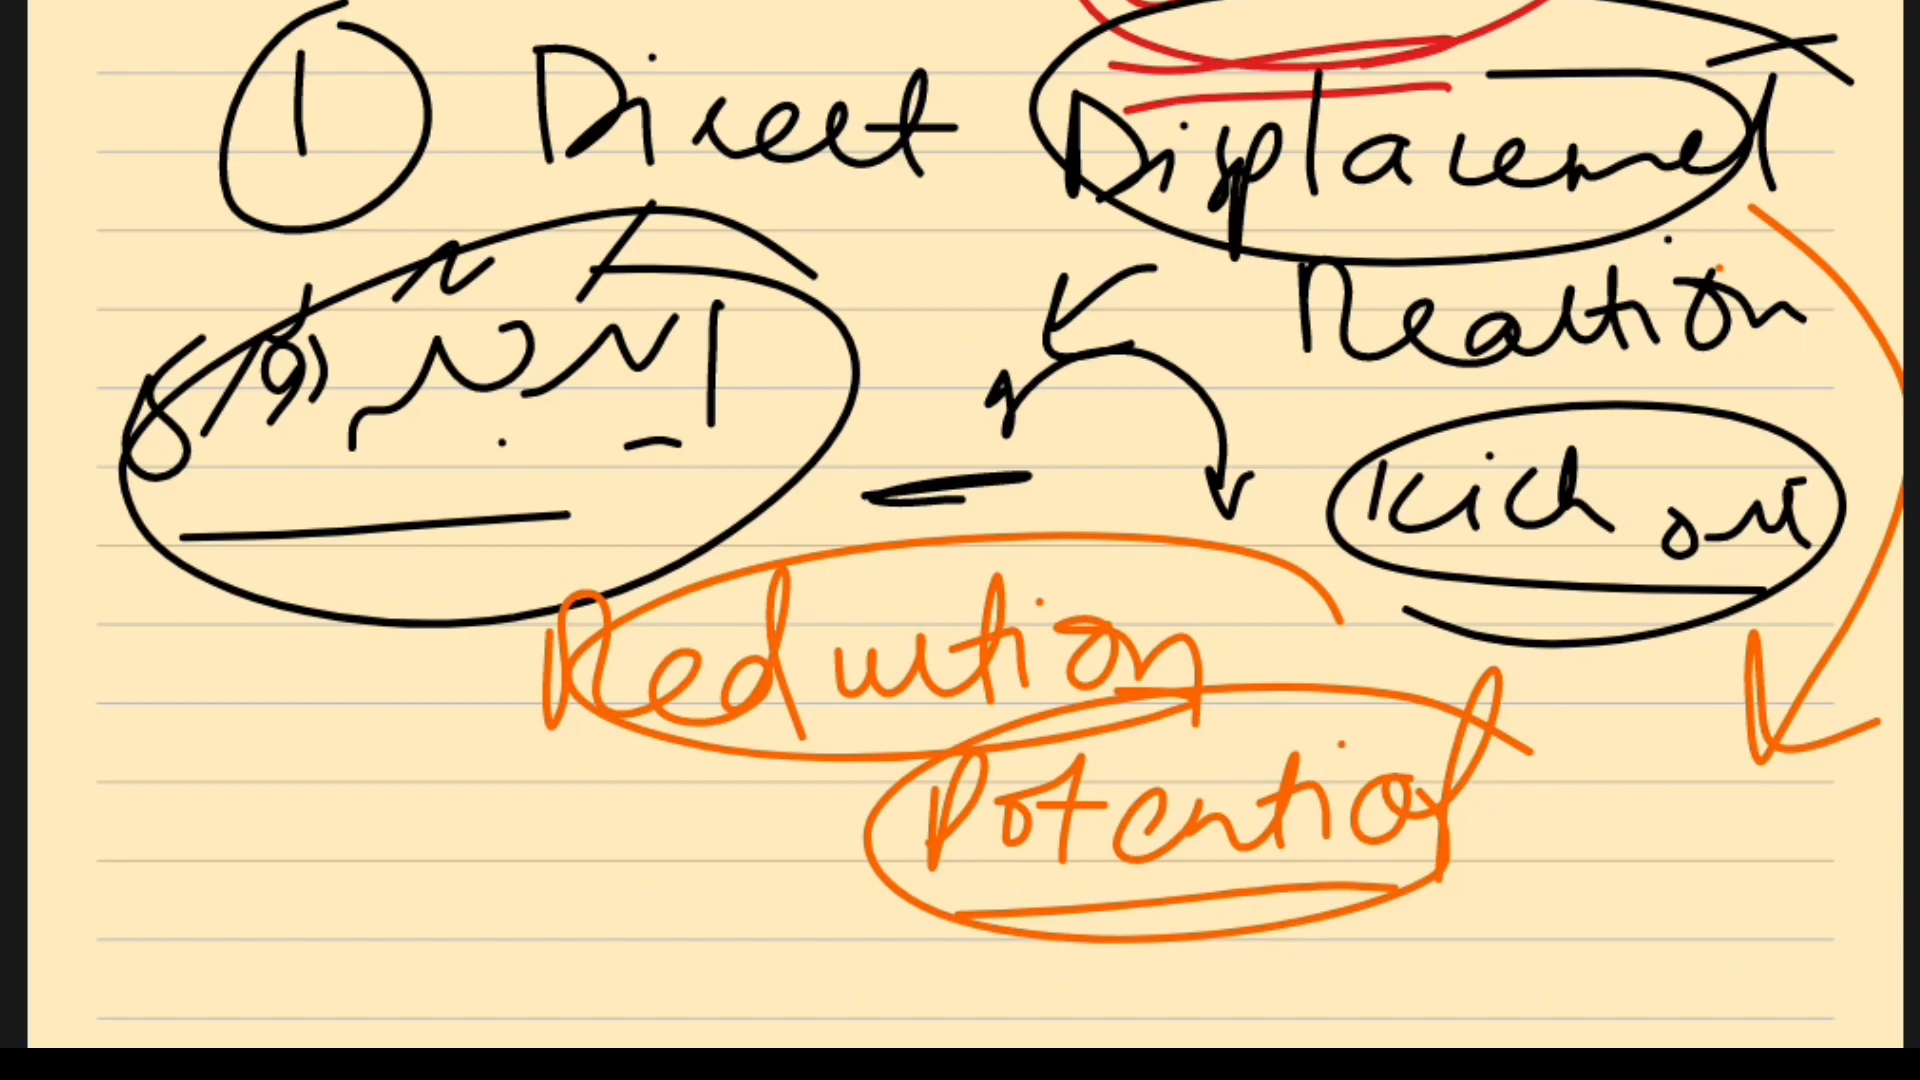 ① Direct Displacement
Reaction
Kick out
Reduction
Potential